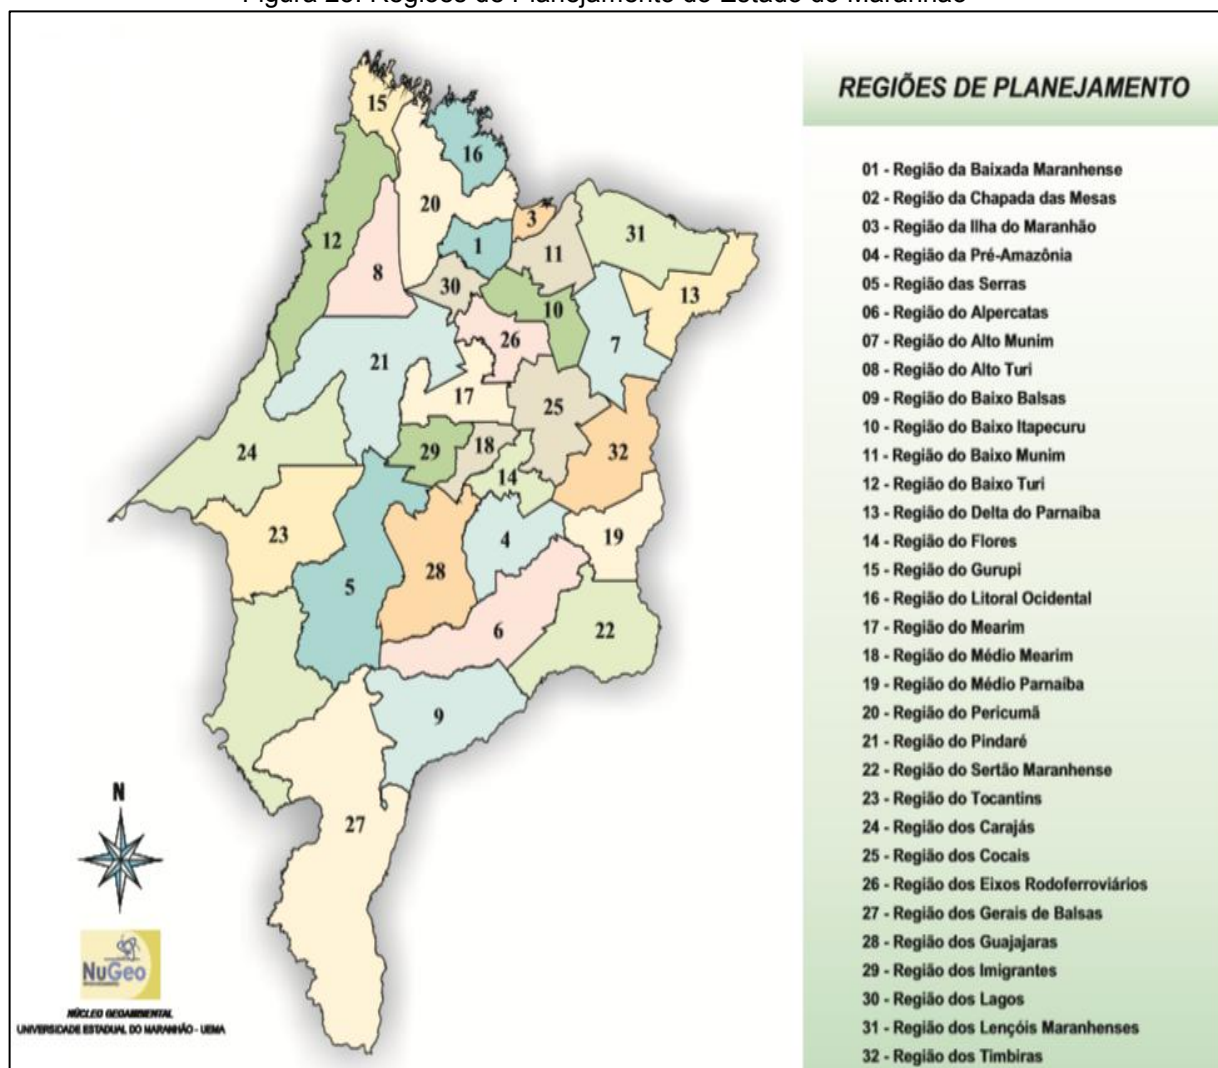 Figura 20. Regiões de Planejamento do Estado do Maranhão
REGIÕES DE PLANEJAMENTO
01 - Região da Baixada Maranhense
02 - Região da Chapada das Mesas
03 - Região da Ilha do Maranhão
04 - Região da Pré-Amazônia
05 - Região das Serras
06 - Região do Alpercatas
07 - Região do Alto Munim
08 - Região do Alto Turi
09 - Região do Baixo Balsas
10 - Região do Baixo Itapecuru
11 - Região do Baixo Munim
12 - Região do Baixo Turi
13 - Região do Delta do Parnaíba
14 - Região do Flores
15 - Região do Gurupi
16 - Região do Litoral Ocidental
17 - Região do Mearim
18 - Região do Médio Mearim
19 - Região do Médio Parnaíba
20 - Região do Pericumã
21 - Região do Pindaré
22 - Região do Sertão Maranhense
23 - Região do Tocantins
24 - Região dos Carajás
25 - Região dos Cocais
26 - Região dos Eixos Rodoferroviários
27 - Região dos Gerais de Balsas
28 - Região dos Guajajaras
29 - Região dos Imigrantes
30 - Região dos Lagos
31 - Região dos Lençóis Maranhenses
32 - Região dos Timbiras
15
16
20
3
31
12
1
11
8
30
13
10
26
7
21
17
25
24
29
18
32
14
23
4
19
28
5
6
22
9
27
N
NuGeo
NÚCLEO GEOAMBIENTAL
UNIVERSIDADE ESTADUAL DO MARANHÃO - UEMA